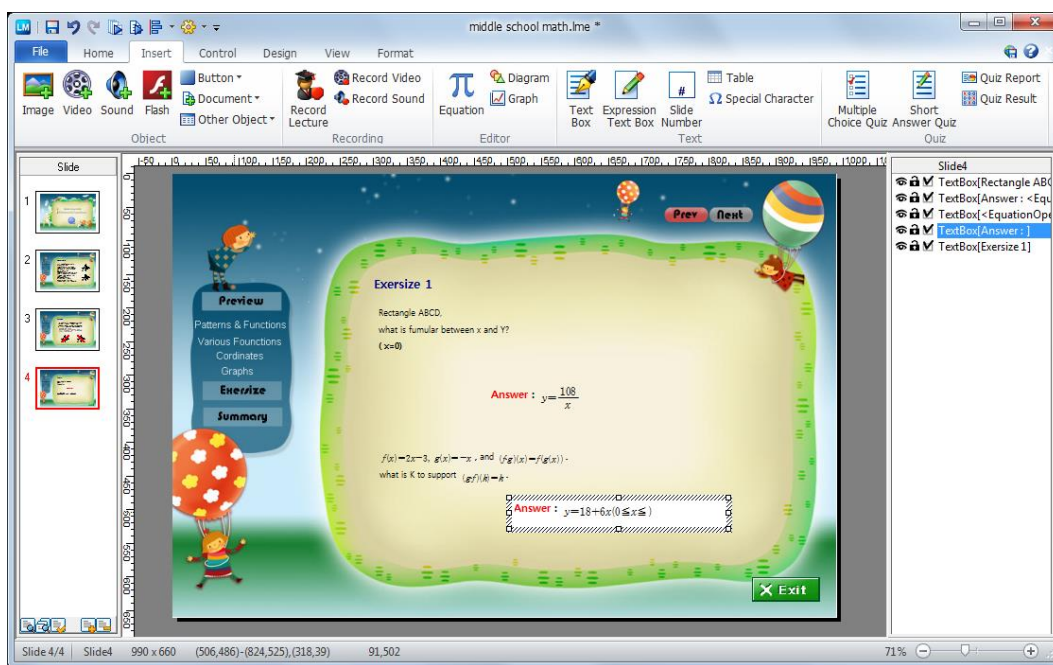 LM
middle school math.lme *
File Home Insert Control Design View Format
Image Video Sound Flash
Button
Document
Other Object
Object
Record Lecture
Record Video
Record Sound
Recording
Equation
Diagram
Graph
Editor
Text Box
Expression Text Box
Slide Number
Table
Special Character
Text
Multiple Choice Quiz
Short Answer Quiz
Quiz Report
Quiz Result
Quiz
Slide
1
2
3
4
Prev Next
Preview
Patterns & Functions
Various Founctions
Cordinates
Graphs
Exersize
Summary
Exersize 1
Rectangle ABCD,
what is fumular between x and Y?
( x=0)
Answer : y=108/x
f(x)=2x-3, g(x)=-x , and (f·g)(x)=f(g(x)) .
what is K to support (g·f)(k)=k .
Answer : y=18+6x(0≦x≦ )
Exit
Slide4
TextBox[Rectangle ABC
TextBox[Answer : <Equ
TextBox[<EquationOpe
TextBox[Answer : ]
TextBox[Exersize 1]
Slide 4/4 Slide4 990 x 660 (506,486)-(824,525),(318,39) 91,502 71%